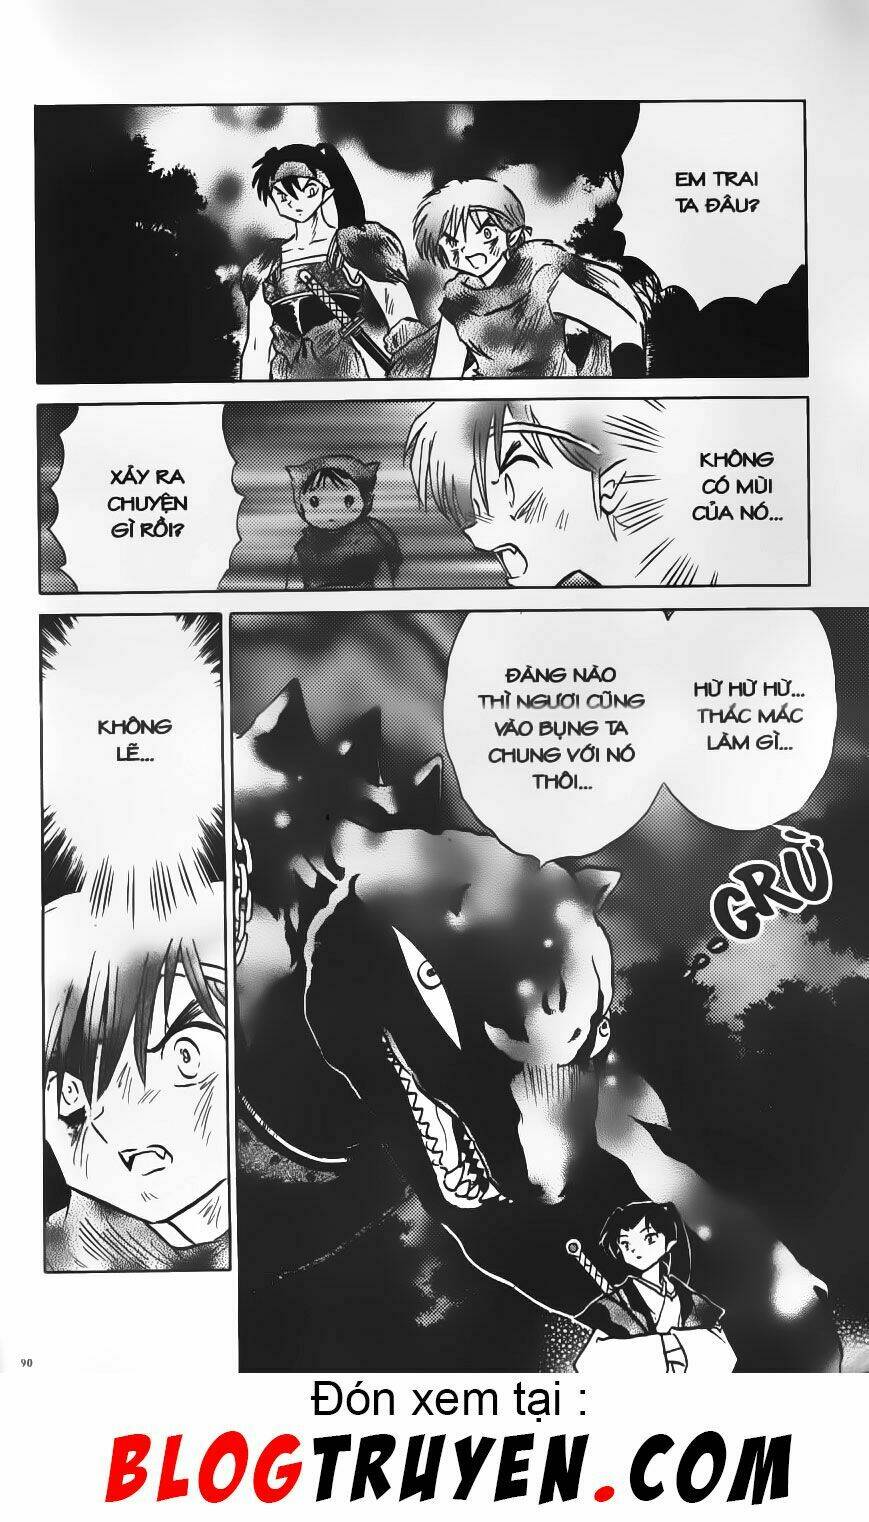 EM TRAI
TA ĐÂU?
KHÔNG
CÓ MÙI
CỦA NÓ...
XẢY RA
CHUYỆN
GÌ RỒI?
HỪ HỪ HỪ...
THẮC MẮC
LÀM GÌ...
ĐÀNG NÀO
THÌ NGƯƠI CŨNG
VÀO BỤNG TA
CHUNG VỚI NÓ
THÔI...
GRỪ
KHÔNG
LẼ...
90
Đón xem tại :
BLOGTRUYEN.COM